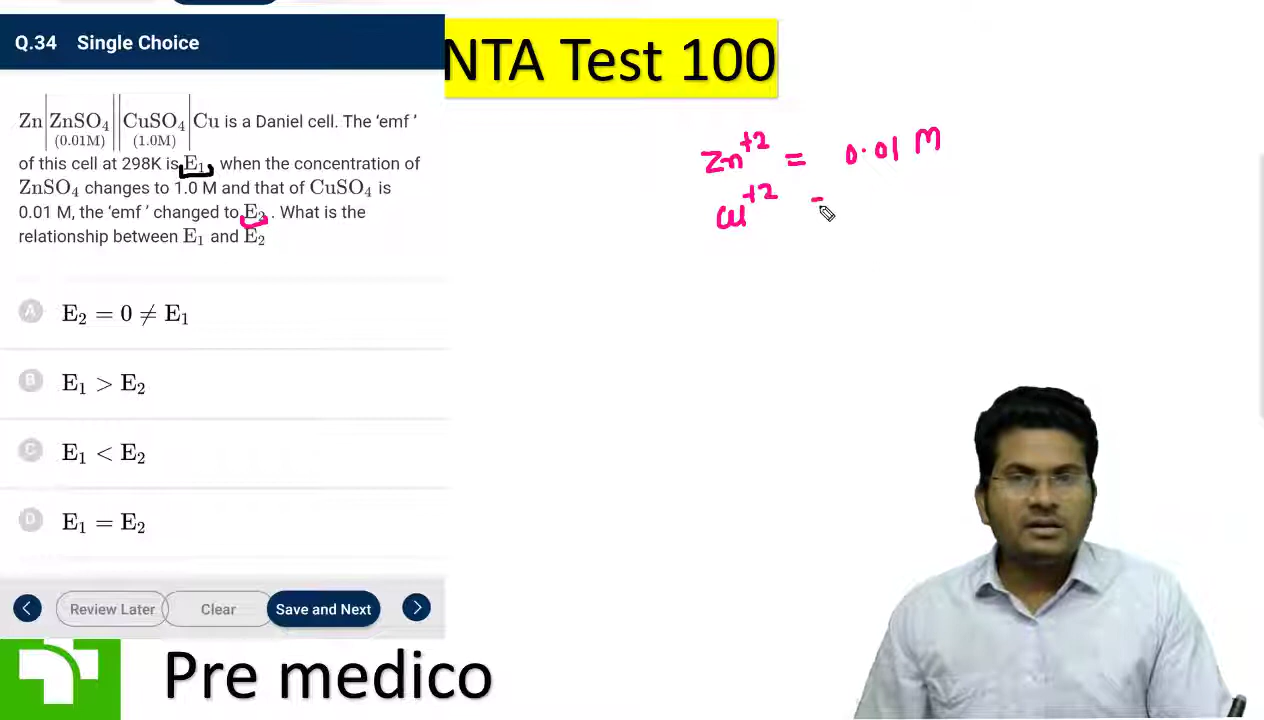 Q.34 Single Choice
NTA Test 100
Zn|ZnSO₄||CuSO₄|Cu is a Daniel cell. The 'emf '
(0.01M) (1.0M)
of this cell at 298K is E₁ when the concentration of
ZnSO₄ changes to 1.0 M and that of CuSO₄ is
0.01 M, the 'emf ' changed to E₂ . What is the
relationship between E₁ and E₂
A E₂ = 0 ≠ E₁
B E₁ > E₂
C E₁ < E₂
D E₁ = E₂
Review Later Clear Save and Next
Pre medico
Zn⁺² = 0.01 M
Cu⁺² =